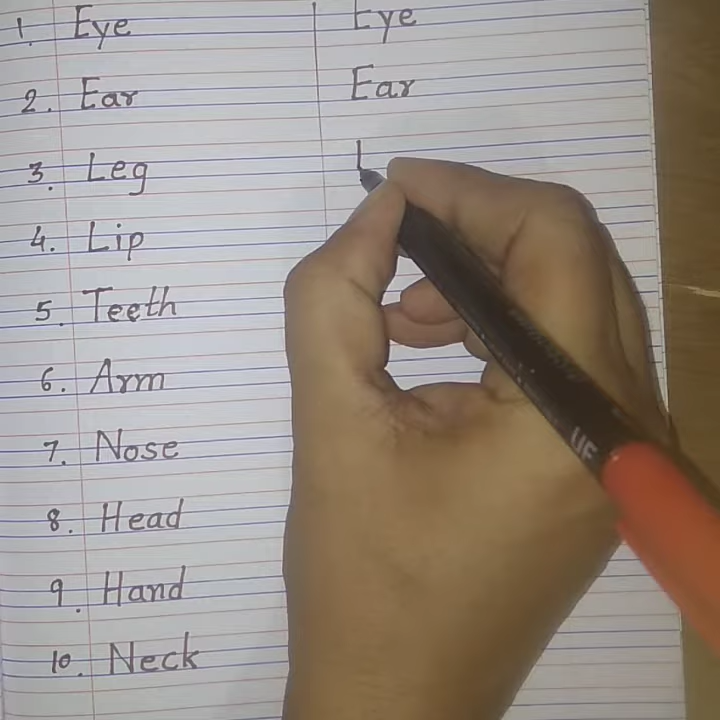 1. Eye Eye
2. Ear Ear
3. Leg L
4. Lip
5. Teeth
6. Arm
7. Nose
8. Head
9. Hand
10. Neck